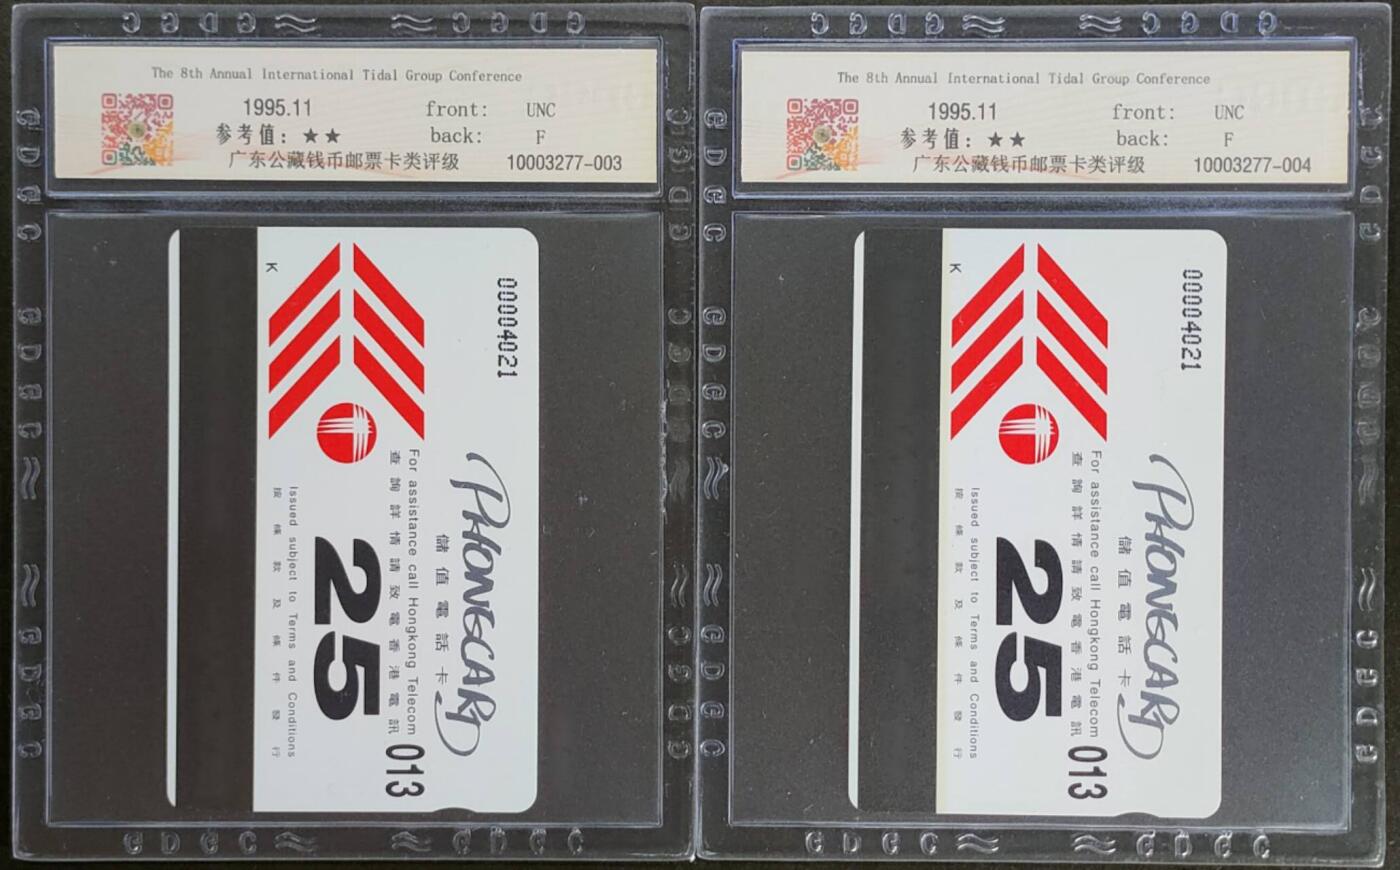 The 8th Annual International Tidal Group Conference
1995.11 front: UNC
参考值: ★★ back: F
广东公藏钱币邮票卡类评级 10003277-003
00004021
PHONECARD
儲值電話卡
For assistance call Hongkong Telecom
查詢詳情請致電香港電訊
013
25
Issued subject to Terms and Conditions
按條款及條件發行
K
The 8th Annual International Tidal Group Conference
1995.11 front: UNC
参考值: ★★ back: F
广东公藏钱币邮票卡类评级 10003277-004
00004021
PHONECARD
儲值電話卡
For assistance call Hongkong Telecom
查詢詳情請致電香港電訊
013
25
Issued subject to Terms and Conditions
按條款及條件發行
K